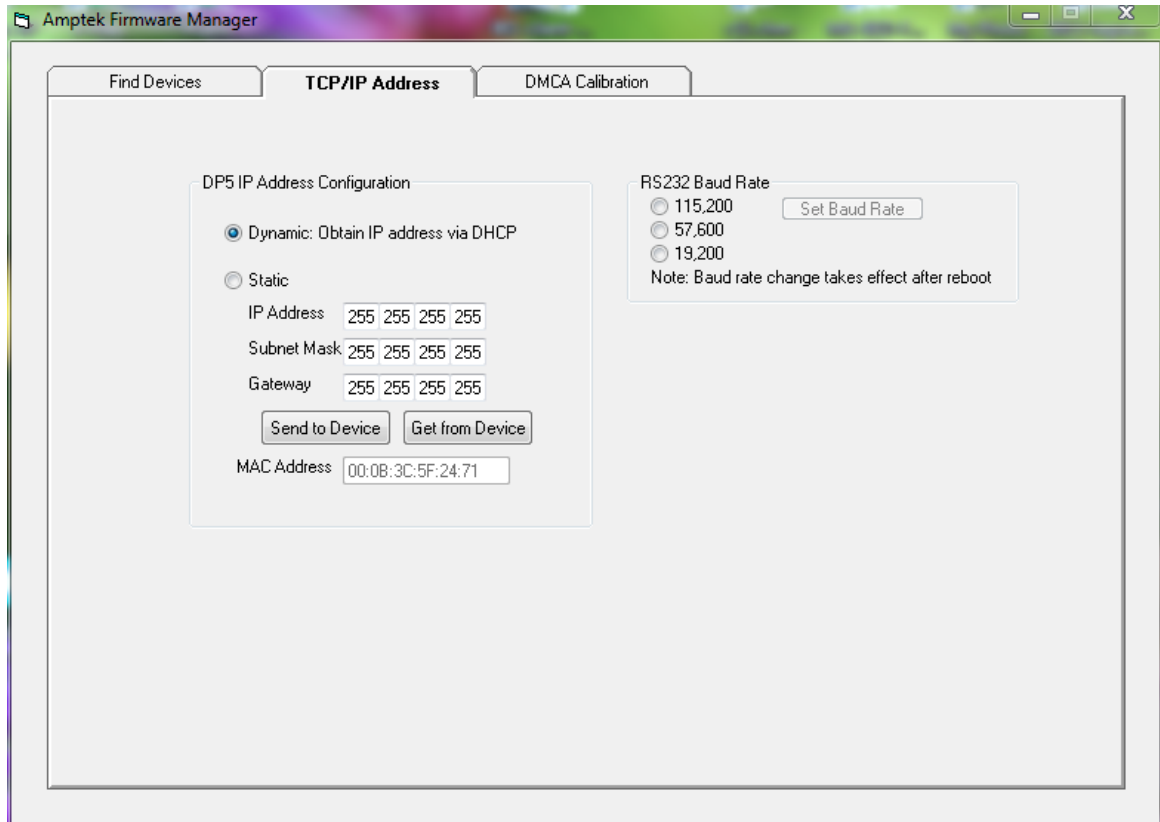 Amptek Firmware Manager
Find Devices
TCP/IP Address
DMCA Calibration
DP5 IP Address Configuration
Dynamic: Obtain IP address via DHCP
Static
IP Address 255 255 255 255
Subnet Mask 255 255 255 255
Gateway 255 255 255 255
Send to Device Get from Device
MAC Address 00:0B:3C:5F:24:71
RS232 Baud Rate
115,200 Set Baud Rate
57,600
19,200
Note: Baud rate change takes effect after reboot